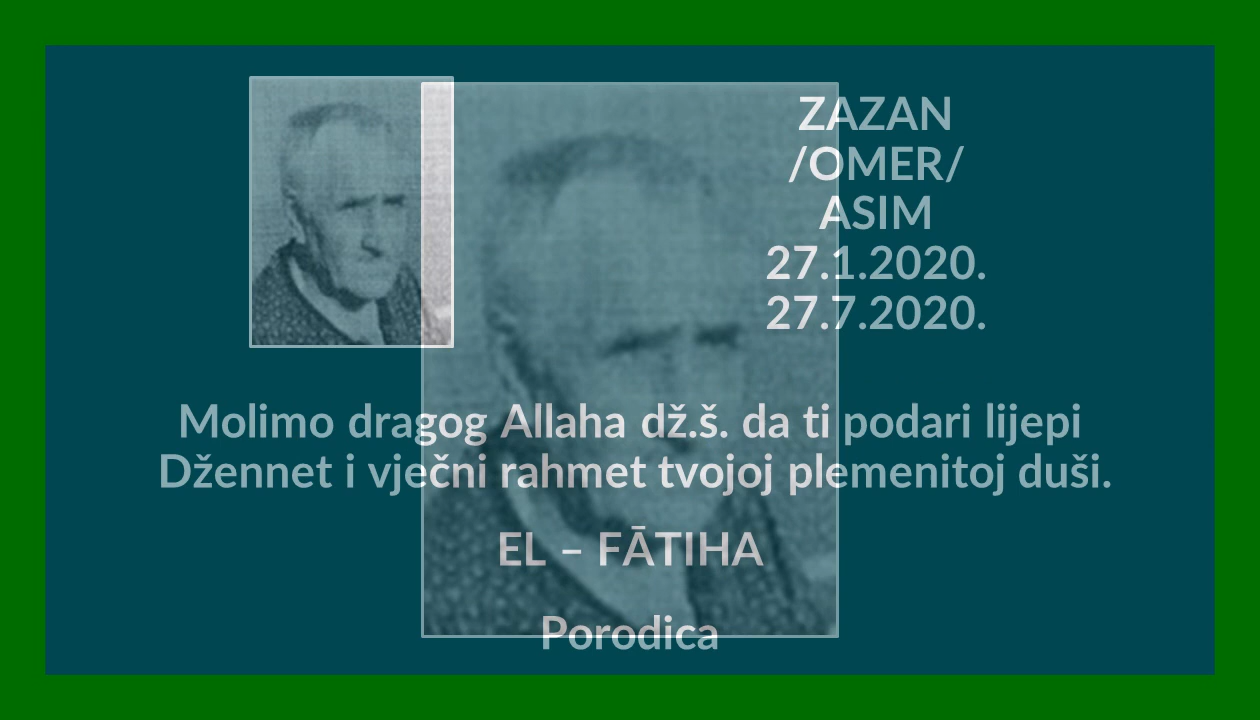 ZAZAN
/OMER/
ASIM
27.1.2020.
27.7.2020.
Molimo dragog Allaha dž.š. da ti podari lijepi
Džennet i vječni rahmet tvojoj plemenitoj duši.
EL – FĀTIHA
Porodica